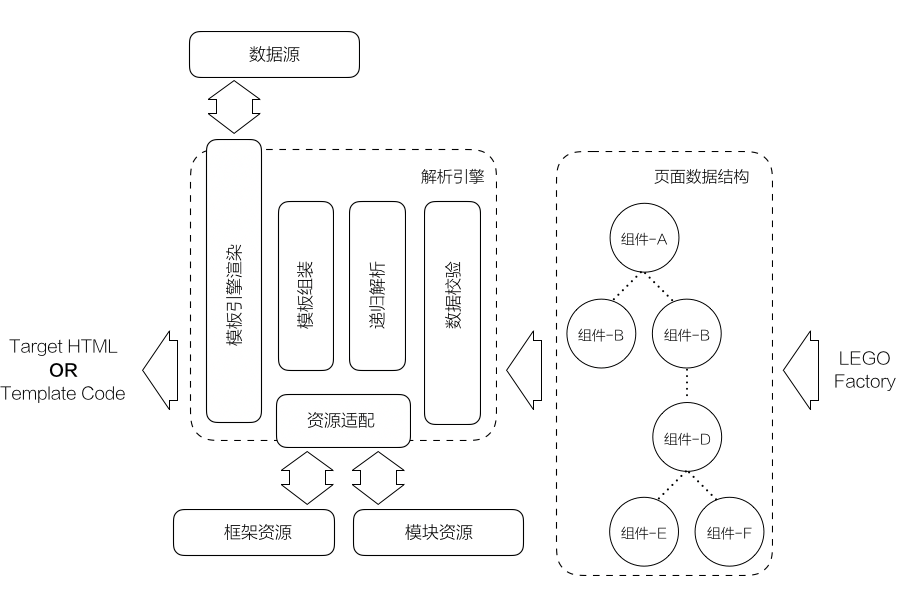 数据源
解析引擎
页面数据结构
模板引擎渲染
模板组装
递归解析
数据校验
组件-A
组件-B
组件-B
Target HTML
OR
Template Code
LEGO
Factory
资源适配
组件-D
框架资源
模块资源
组件-E
组件-F